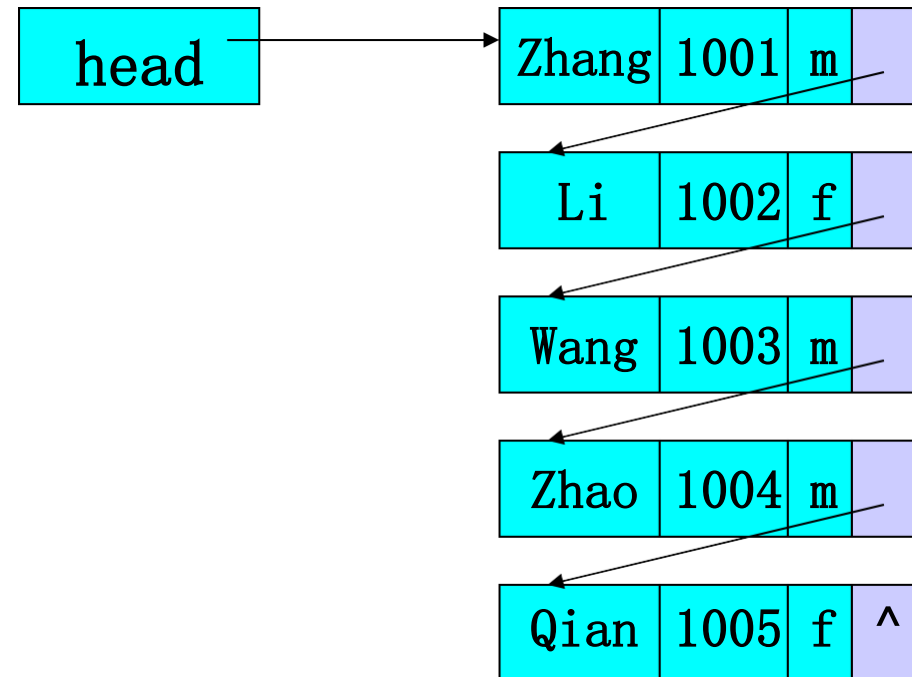 head
Zhang 1001 m
Li 1002 f
Wang 1003 m
Zhao 1004 m
Qian 1005 f ^